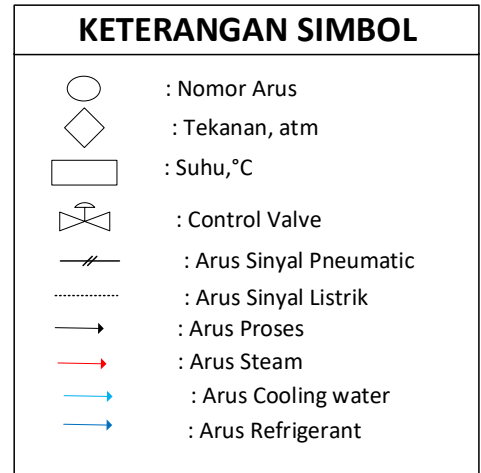 KETERANGAN SIMBOL
: Nomor Arus
: Tekanan, atm
: Suhu,°C
: Control Valve
: Arus Sinyal Pneumatic
: Arus Sinyal Listrik
: Arus Proses
: Arus Steam
: Arus Cooling water
: Arus Refrigerant